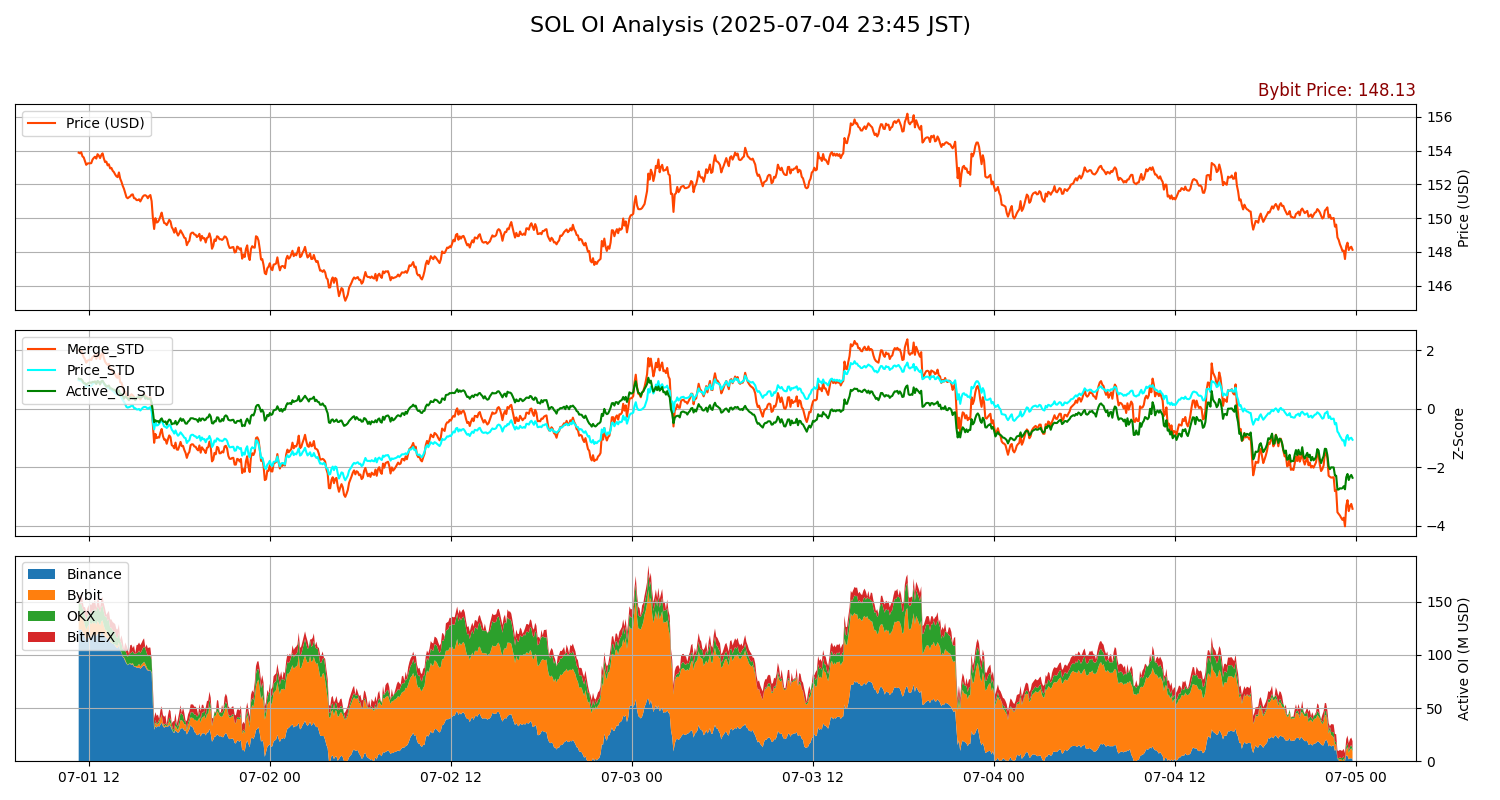 SOL OI Analysis (2025-07-04 23:45 JST)
Bybit Price: 148.13
Price (USD)
156
154
152
150
148
146
Price (USD)
Merge_STD
Price_STD
Active_OI_STD
2
0
−2
−4
Z-Score
Binance
Bybit
OKX
BitMEX
150
100
50
0
Active OI (M USD)
07-01 12
07-02 00
07-02 12
07-03 00
07-03 12
07-04 00
07-04 12
07-05 00